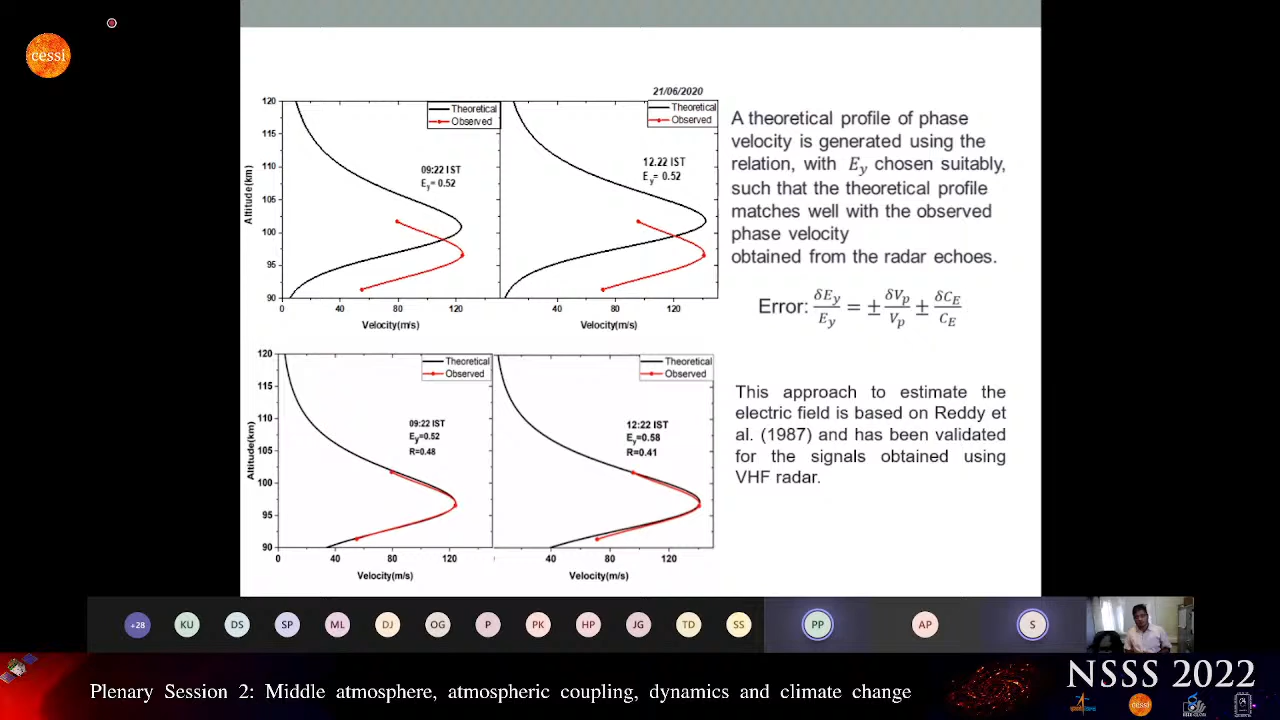 cessi
21/06/2020
Theoretical
Observed
09:22 IST
Ey= 0.52
Altitude(km)
120
115
110
105
100
95
90
0 40 80 120
Velocity(m/s)
Theoretical
Observed
12.22 IST
Ey= 0.52
40 80 120
Velocity(m/s)
A theoretical profile of phase
velocity is generated using the
relation, with Ey chosen suitably,
such that the theoretical profile
matches well with the observed
phase velocity
obtained from the radar echoes.
Error: δEy/Ey = ± δVp/Vp ± δCE/CE
Theoretical
Observed
09:22 IST
Ey=0.52
R=0.48
Altitude(km)
120
115
110
105
100
95
90
0 40 80 120
Velocity(m/s)
Theoretical
Observed
12:22 IST
Ey=0.58
R=0.41
40 80 120
Velocity(m/s)
This approach to estimate the
electric field is based on Reddy et
al. (1987) and has been validated
for the signals obtained using
VHF radar.
+28 KU DS SP ML DJ OG P PK HP JG TD SS PP AP S
Plenary Session 2: Middle atmosphere, atmospheric coupling, dynamics and climate change
NSSS 2022